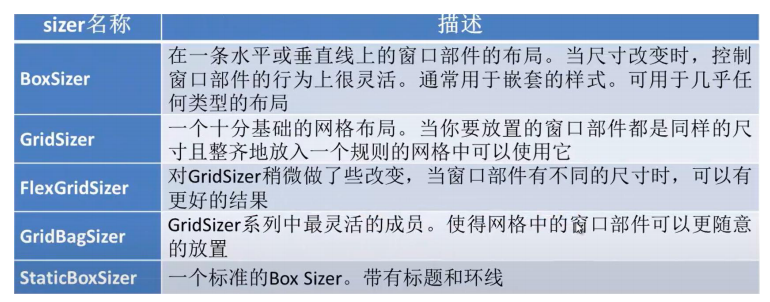 sizer名称
描述
BoxSizer
在一条水平或垂直线上的窗口部件的布局。当尺寸改变时，控制
窗口部件的行为上很灵活。通常用于嵌套的样式。可用于几乎任
何类型的布局
GridSizer
一个十分基础的网格布局。当你要放置的窗口部件都是同样的尺
寸且整齐地放入一个规则的网格中可以使用它
FlexGridSizer
对GridSizer稍微做了些改变，当窗口部件有不同的尺寸时，可以有
更好的结果
GridBagSizer
GridSizer系列中最灵活的成员。使得网格中的窗口部件可以更随意
的放置
StaticBoxSizer
一个标准的Box Sizer。带有标题和环线